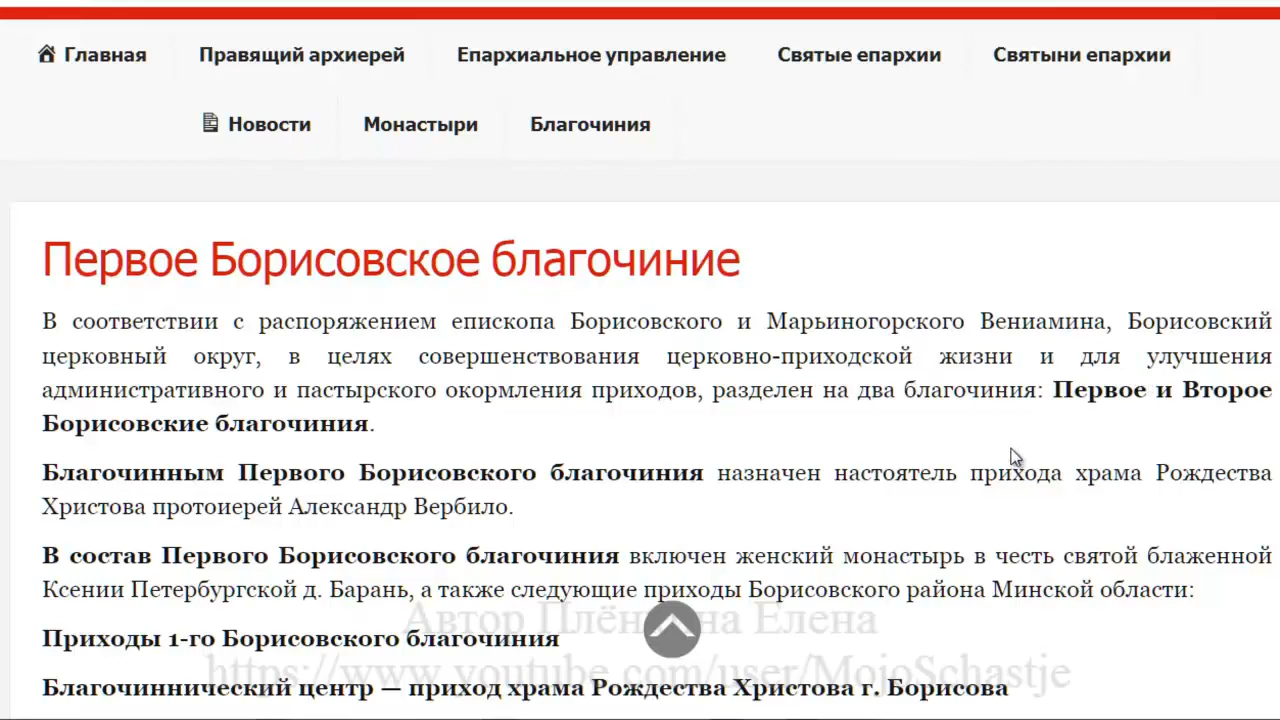 Главная Правящий архиерей Епархиальное управление Святые епархии Святыни епархии
Новости Монастыри Благочиния
Первое Борисовское благочиние
В соответствии с распоряжением епископа Борисовского и Марьиногорского Вениамина, Борисовский
церковный округ, в целях совершенствования церковно-приходской жизни и для улучшения
административного и пастырского окормления приходов, разделен на два благочиния: Первое и Второе
Борисовские благочиния.
Благочинным Первого Борисовского благочиния назначен настоятель прихода храма Рождества
Христова протоиерей Александр Вербило.
В состав Первого Борисовского благочиния включен женский монастырь в честь святой блаженной
Ксении Петербургской д. Барань, а также следующие приходы Борисовского района Минской области:
Автор Елена
Приходы 1-го Борисовского благочиния
https://www.youtube.com/user/MojoSchastje
Благочиннический центр — приход храма Рождества Христова г. Борисова